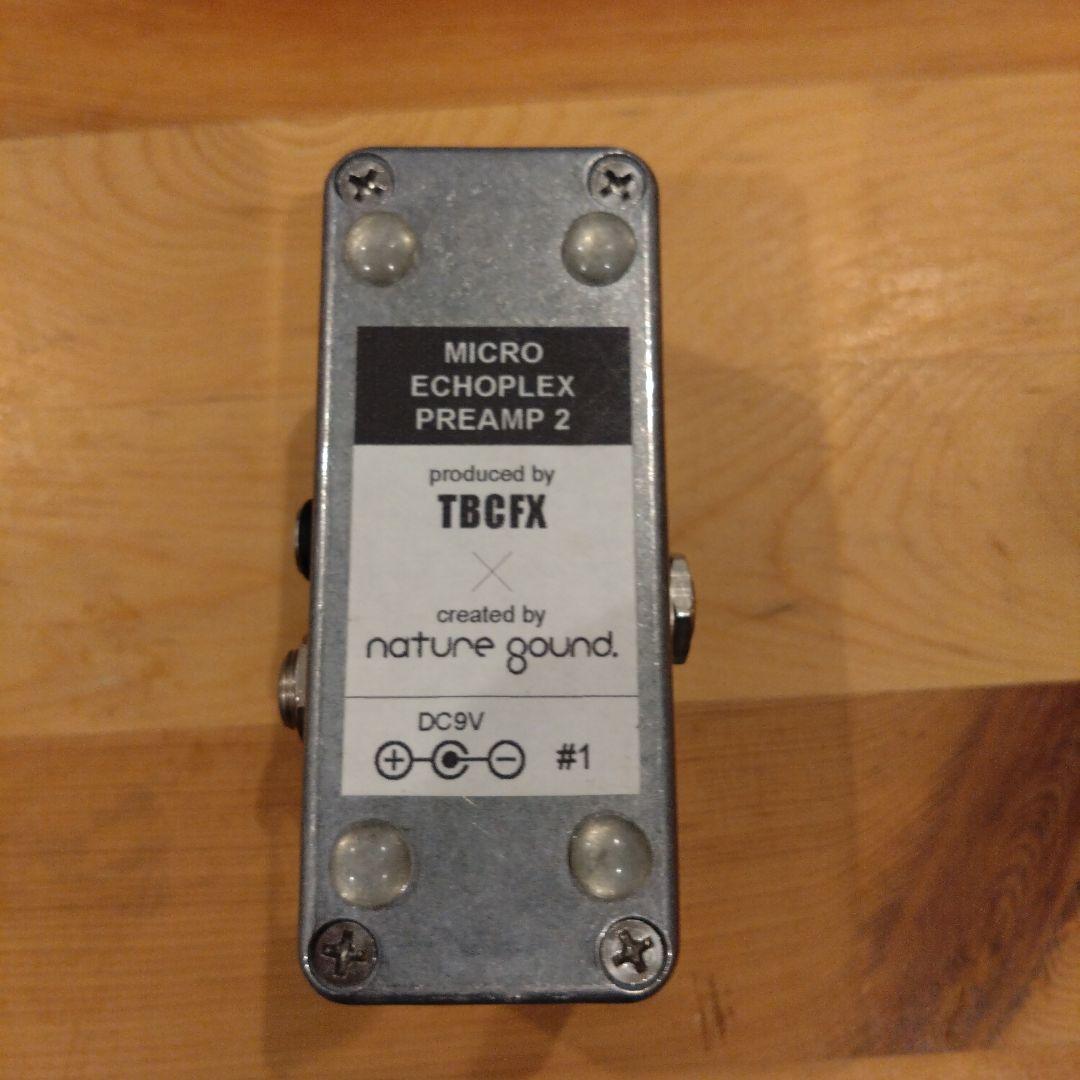 MICRO
ECHOPLEX
PREAMP 2
produced by
TBCFX
×
created by
nature gound.
DC9V
+ − #1